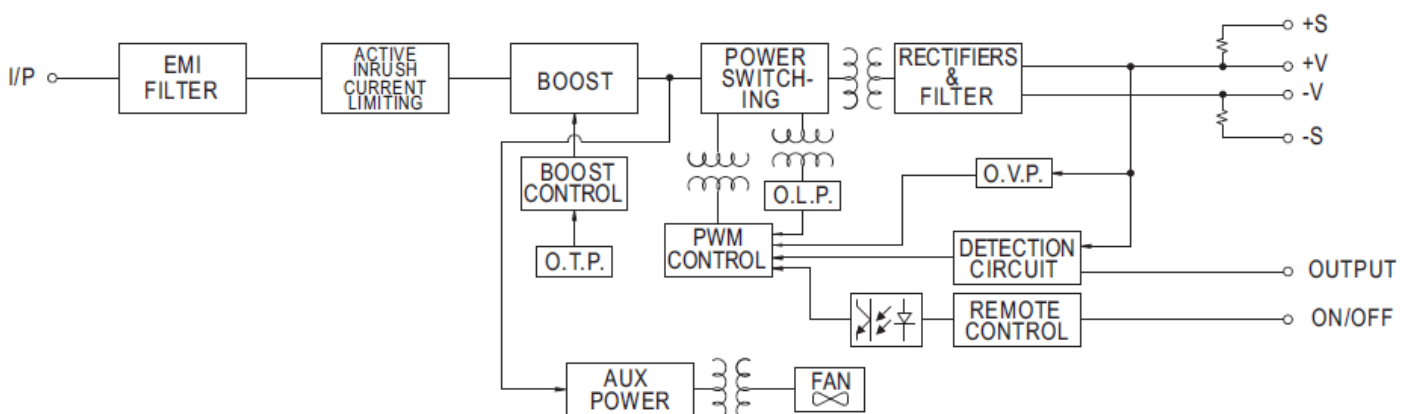 I/P
EMI
FILTER
ACTIVE
INRUSH
CURRENT
LIMITING
BOOST
POWER
SWITCH-
ING
RECTIFIERS
&
FILTER
+S
+V
-V
-S
BOOST
CONTROL
O.T.P.
O.L.P.
PWM
CONTROL
O.V.P.
DETECTION
CIRCUIT
OUTPUT
REMOTE
CONTROL
ON/OFF
AUX
POWER
FAN